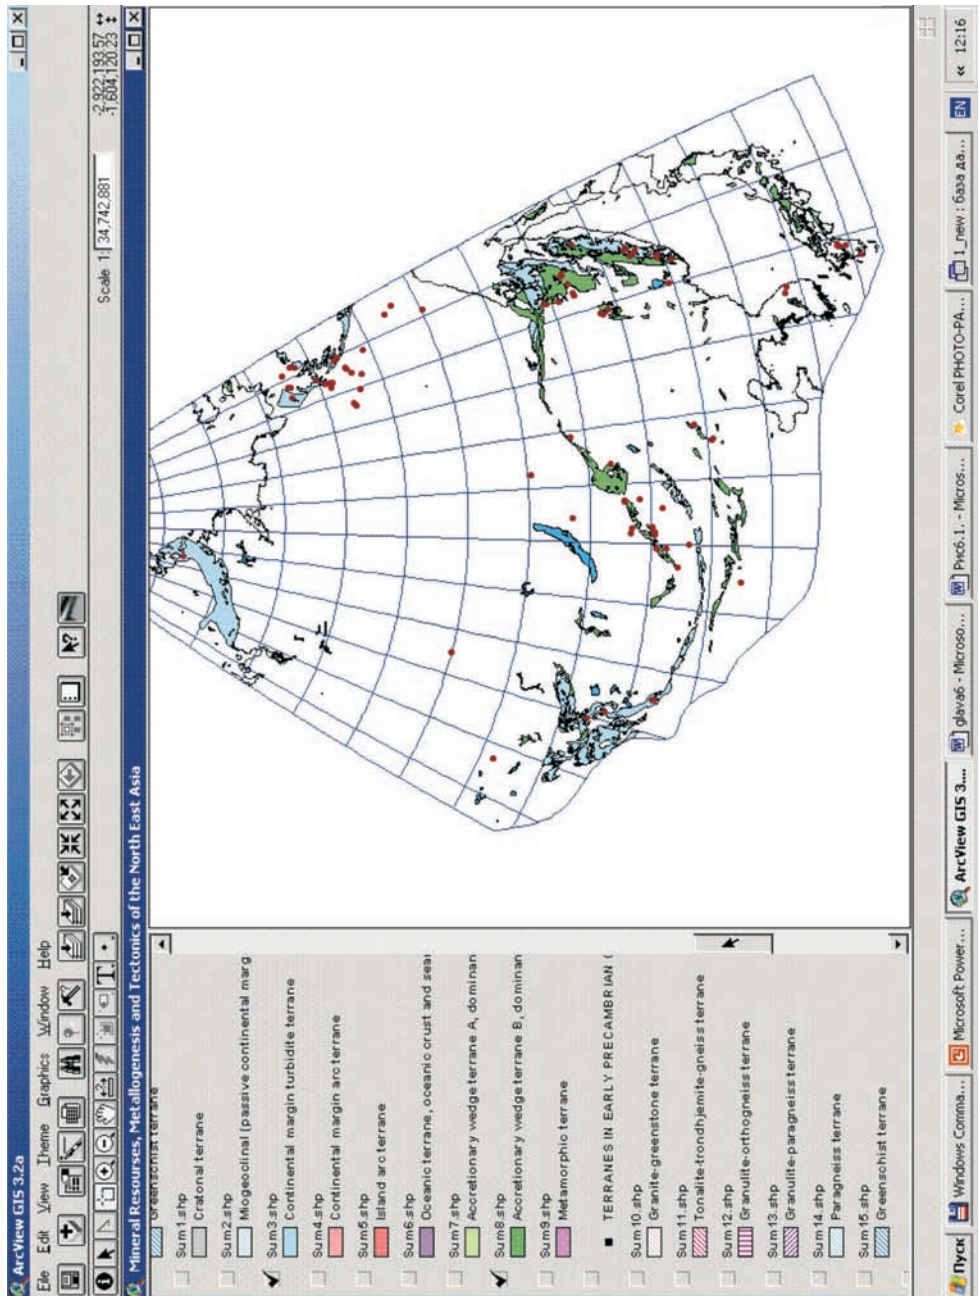 ArcView GIS 3.2a
File Edit View Theme Graphics Window Help
Scale 1: 34,742,881
-2,922,193.57
-1,604,120.23
Mineral Resourses, Metallogenesis and Tectonics of the North East Asia
Greenschist terrane
Sum1.shp
Cratonal terrane
Sum2.shp
Miogeoclinal (passive continental marg
Sum3.shp
Continental margin turbidite terrane
Sum4.shp
Continental margin arc terrane
Sum5.shp
Island arc terrane
Sum6.shp
Oceanic terrane, oceanic crust and sear
Sum7.shp
Accretionary wedge terrane A, dominan
Sum8.shp
Accretionary wedge terrane B, dominan
Sum9.shp
Metamorphic terrane
TERRANES IN EARLY PRECAMBRIAN (
Sum10.shp
Granite-greenstone terrane
Sum11.shp
Tonalite-trondhjemite-gneiss terrane
Sum12.shp
Granulite-orthogneiss terrane
Sum13.shp
Granulite-paragneiss terrane
Sum14.shp
Paragneiss terrane
Sum15.shp
Greenschist terrane
Пуск
Windows Comma...
Microsoft Power...
ArcView GIS 3....
glava6 - Microso...
Рис6.1. - Micros...
Corel PHOTO-PA...
1_new : база да...
EN
« 12:16